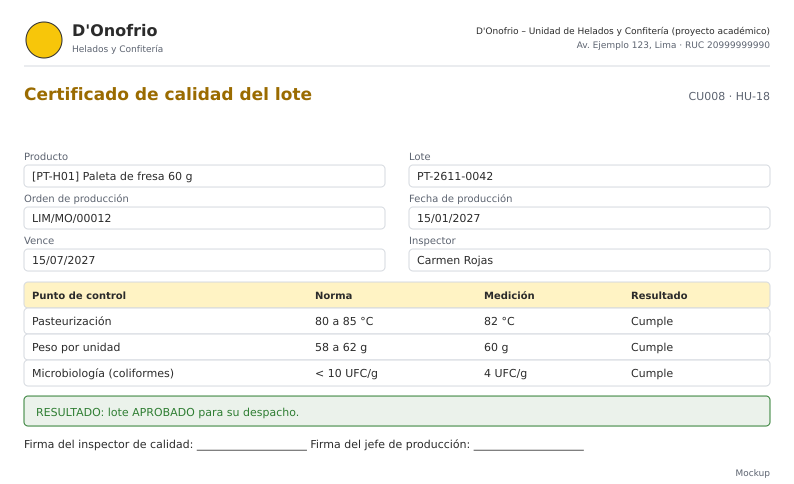 D'Onofrio
Helados y Confitería
D'Onofrio – Unidad de Helados y Confitería (proyecto académico)
Av. Ejemplo 123, Lima · RUC 20999999990
Certificado de calidad del lote
CU008 · HU-18
Producto
[PT-H01] Paleta de fresa 60 g
Lote
PT-2611-0042
Orden de producción
LIM/MO/00012
Fecha de producción
15/01/2027
Vence
15/07/2027
Inspector
Carmen Rojas
Punto de control Norma Medición Resultado
Pasteurización 80 a 85 °C 82 °C Cumple
Peso por unidad 58 a 62 g 60 g Cumple
Microbiología (coliformes) < 10 UFC/g 4 UFC/g Cumple
RESULTADO: lote APROBADO para su despacho.
Firma del inspector de calidad: ____________________ Firma del jefe de producción: ____________________
Mockup